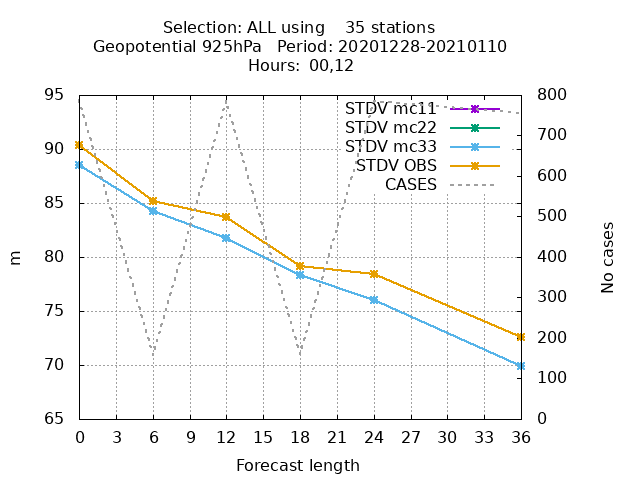 Selection: ALL using    35 stations
Geopotential 925hPa   Period: 20201228-20210110
Hours: 00,12
95 800
STDV mc11
700
STDV mc22
90
STDV mc33
STDV OBS
600
CASES
85
500
m
80 400
No cases
75 300
200
70
100
65 0
0 3 6 9 12 15 18 21 24 27 30 33 36
Forecast length